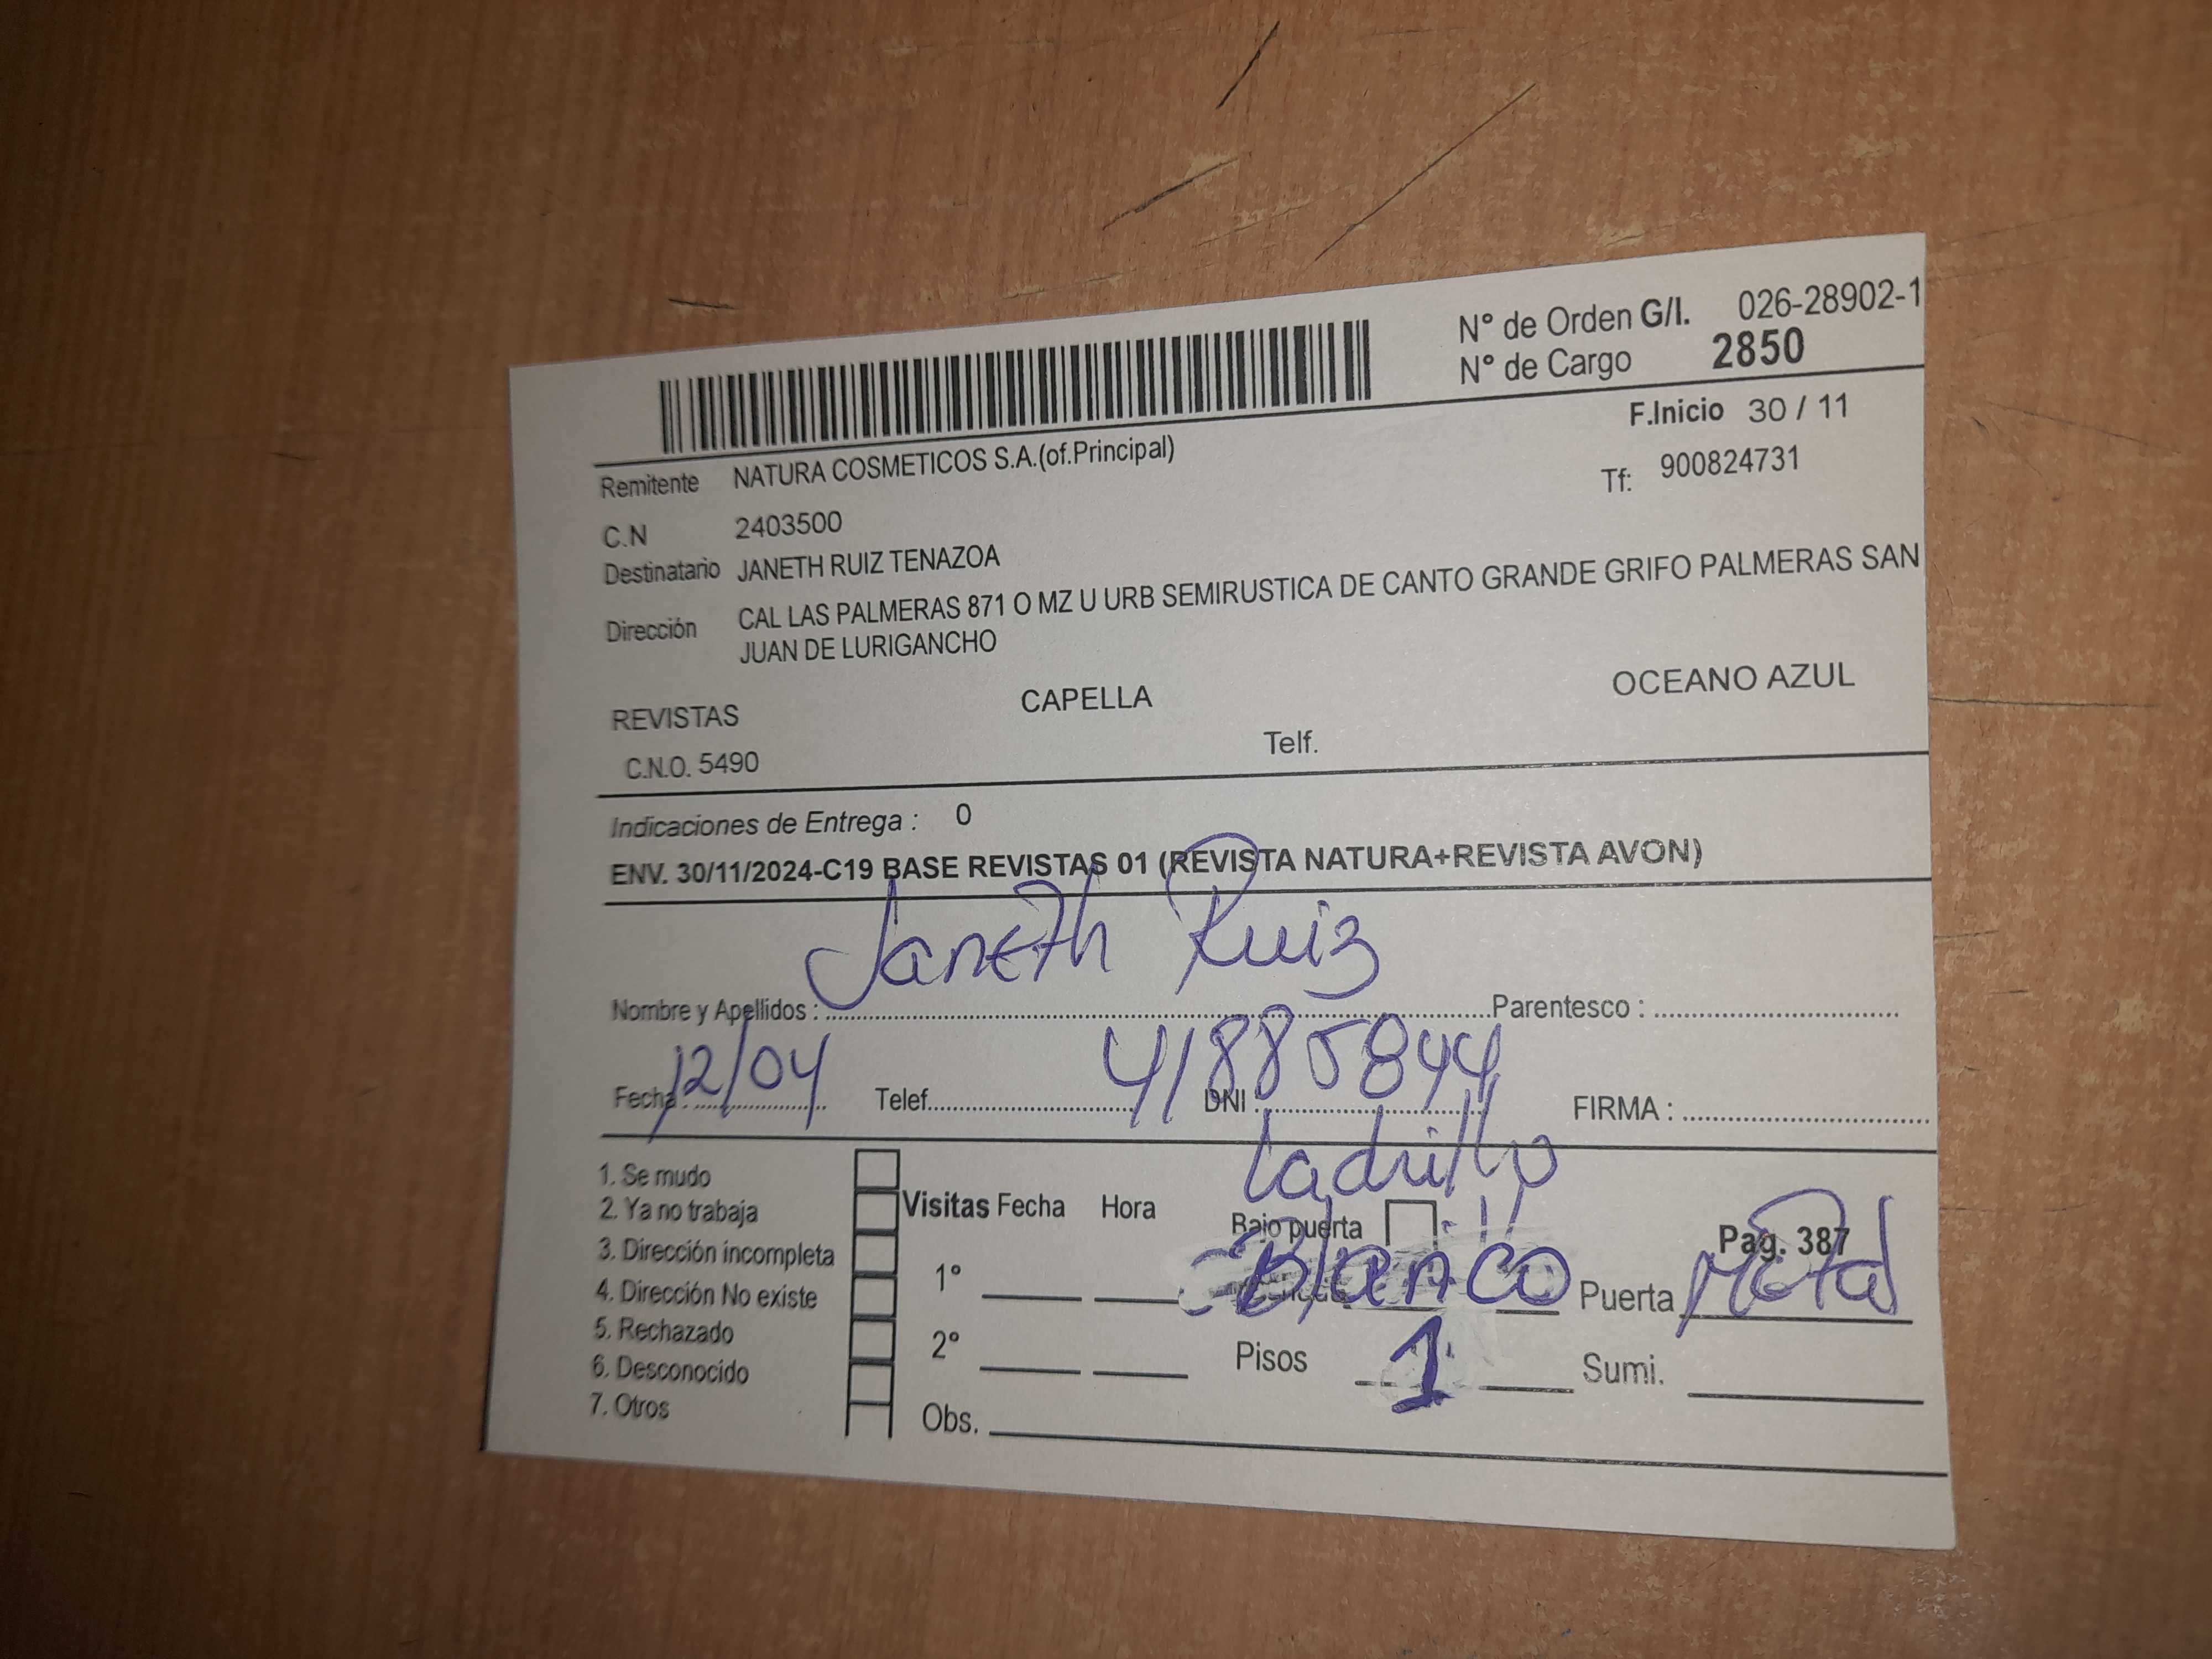 N° de Orden G/I. 026-28902-1
N° de Cargo 2850
F.Inicio 30 / 11
Remitente NATURA COSMETICOS S.A.(of.Principal)
Tf: 900824731
C.N 2403500
Destinatario JANETH RUIZ TENAZOA
Dirección CAL LAS PALMERAS 871 O MZ U URB SEMIRUSTICA DE CANTO GRANDE GRIFO PALMERAS SAN
JUAN DE LURIGANCHO
REVISTAS CAPELLA OCEANO AZUL
C.N.O. 5490 Telf.
Indicaciones de Entrega : 0
ENV. 30/11/2024-C19 BASE REVISTAS 01 (REVISTA NATURA+REVISTA AVON)
Janeth Ruiz
Nombre y Apellidos : Parentesco :
12/04 41885844
Fecha : Telef. DNI FIRMA :
ladrillo
1. Se mudo
2. Ya no trabaja
3. Dirección incompleta
4. Dirección No existe
5. Rechazado
6. Desconocido
7. Otros
Visitas Fecha Hora Bajo puerta Pag. 387
1° Blanco Puerta Metal
2° Pisos 1 Sumi.
Obs.